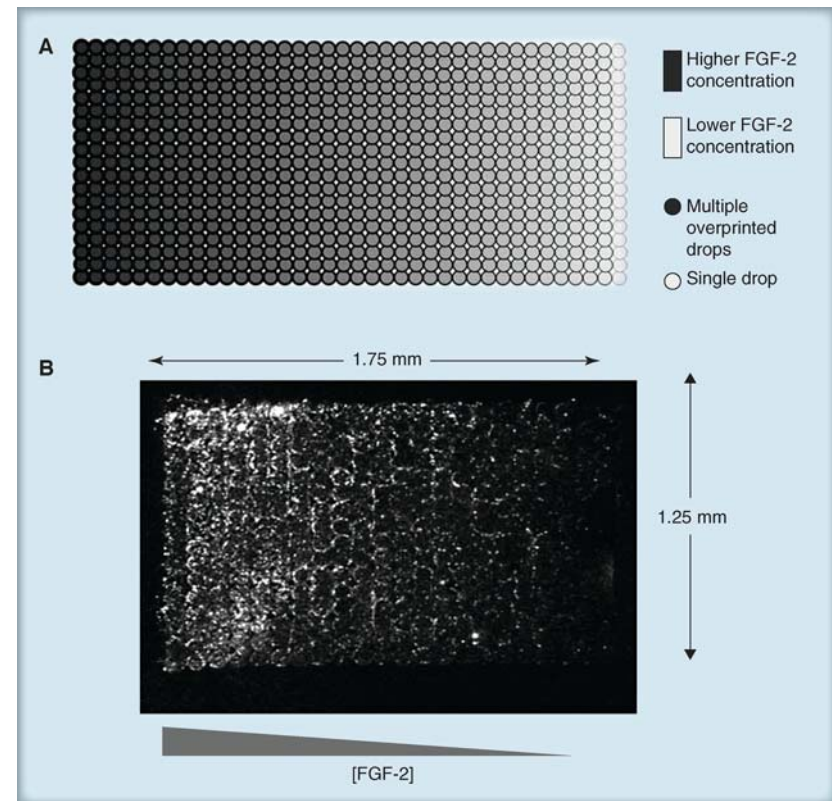 A
Higher FGF-2
concentration
Lower FGF-2
concentration
Multiple
overprinted
drops
Single drop
B
1.75 mm
1.25 mm
[FGF-2]